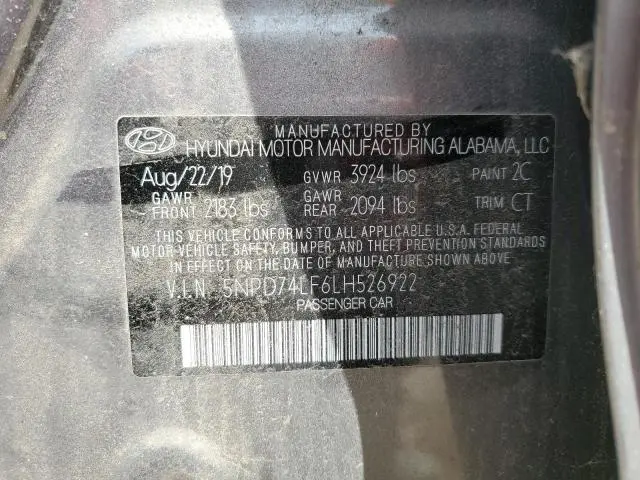 MANUFACTURED BY
HYUNDAI MOTOR MANUFACTURING ALABAMA, LLC
Aug/22/19 GVWR 3924 lbs PAINT 2C
GAWR FRONT 2183 lbs GAWR REAR 2094 lbs TRIM CT
THIS VEHICLE CONFORMS TO ALL APPLICABLE U.S.A. FEDERAL
MOTOR VEHICLE SAFETY, BUMPER, AND THEFT PREVENTION STANDARDS
IN EFFECT ON THE DATE OF MANUFACTURE SHOWN ABOVE.
V.I.N. 5NPD74LF6LH526922
PASSENGER CAR